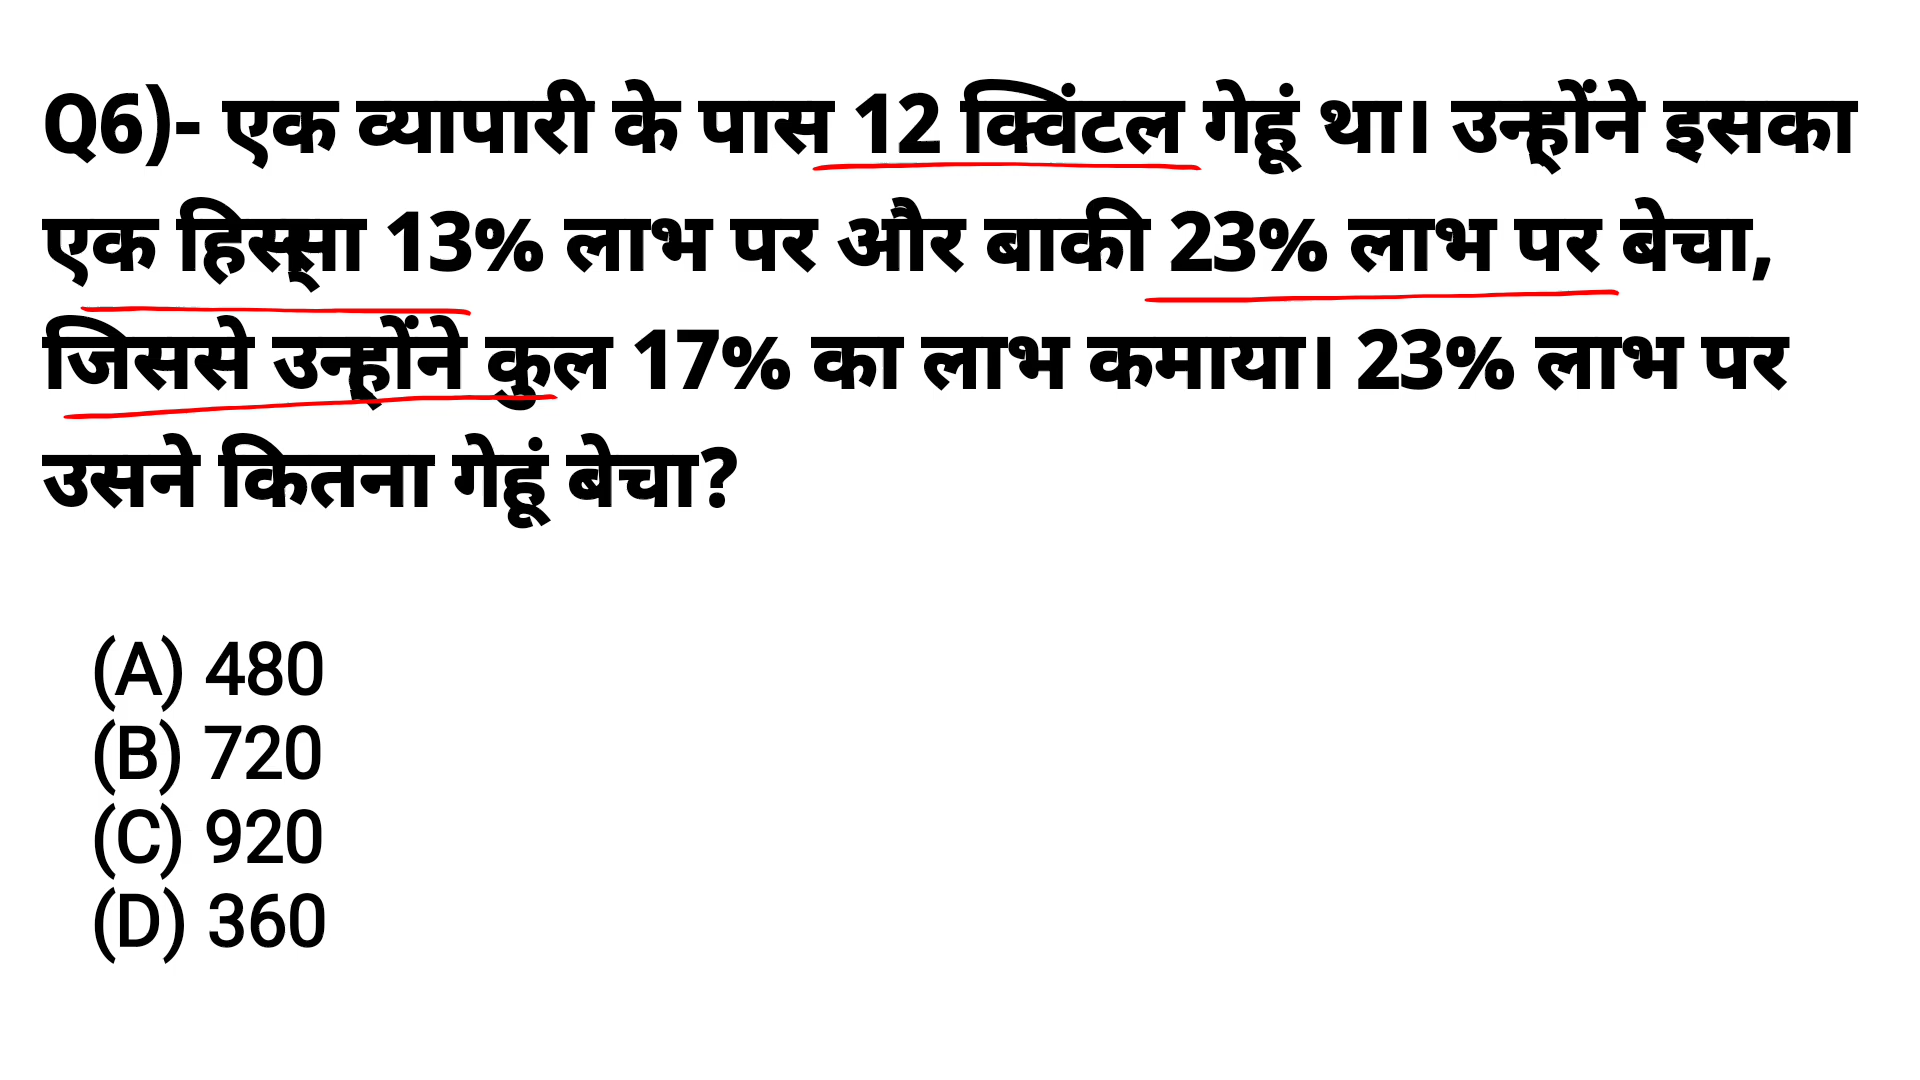 Q6)- एक व्यापारी के पास 12 क्विंटल गेहूं था। उन्होंने इसका
एक हिस्सा 13% लाभ पर और बाकी 23% लाभ पर बेचा,
जिससे उन्होंने कुल 17% का लाभ कमाया। 23% लाभ पर
उसने कितना गेहूं बेचा?
(A) 480
(B) 720
(C) 920
(D) 360